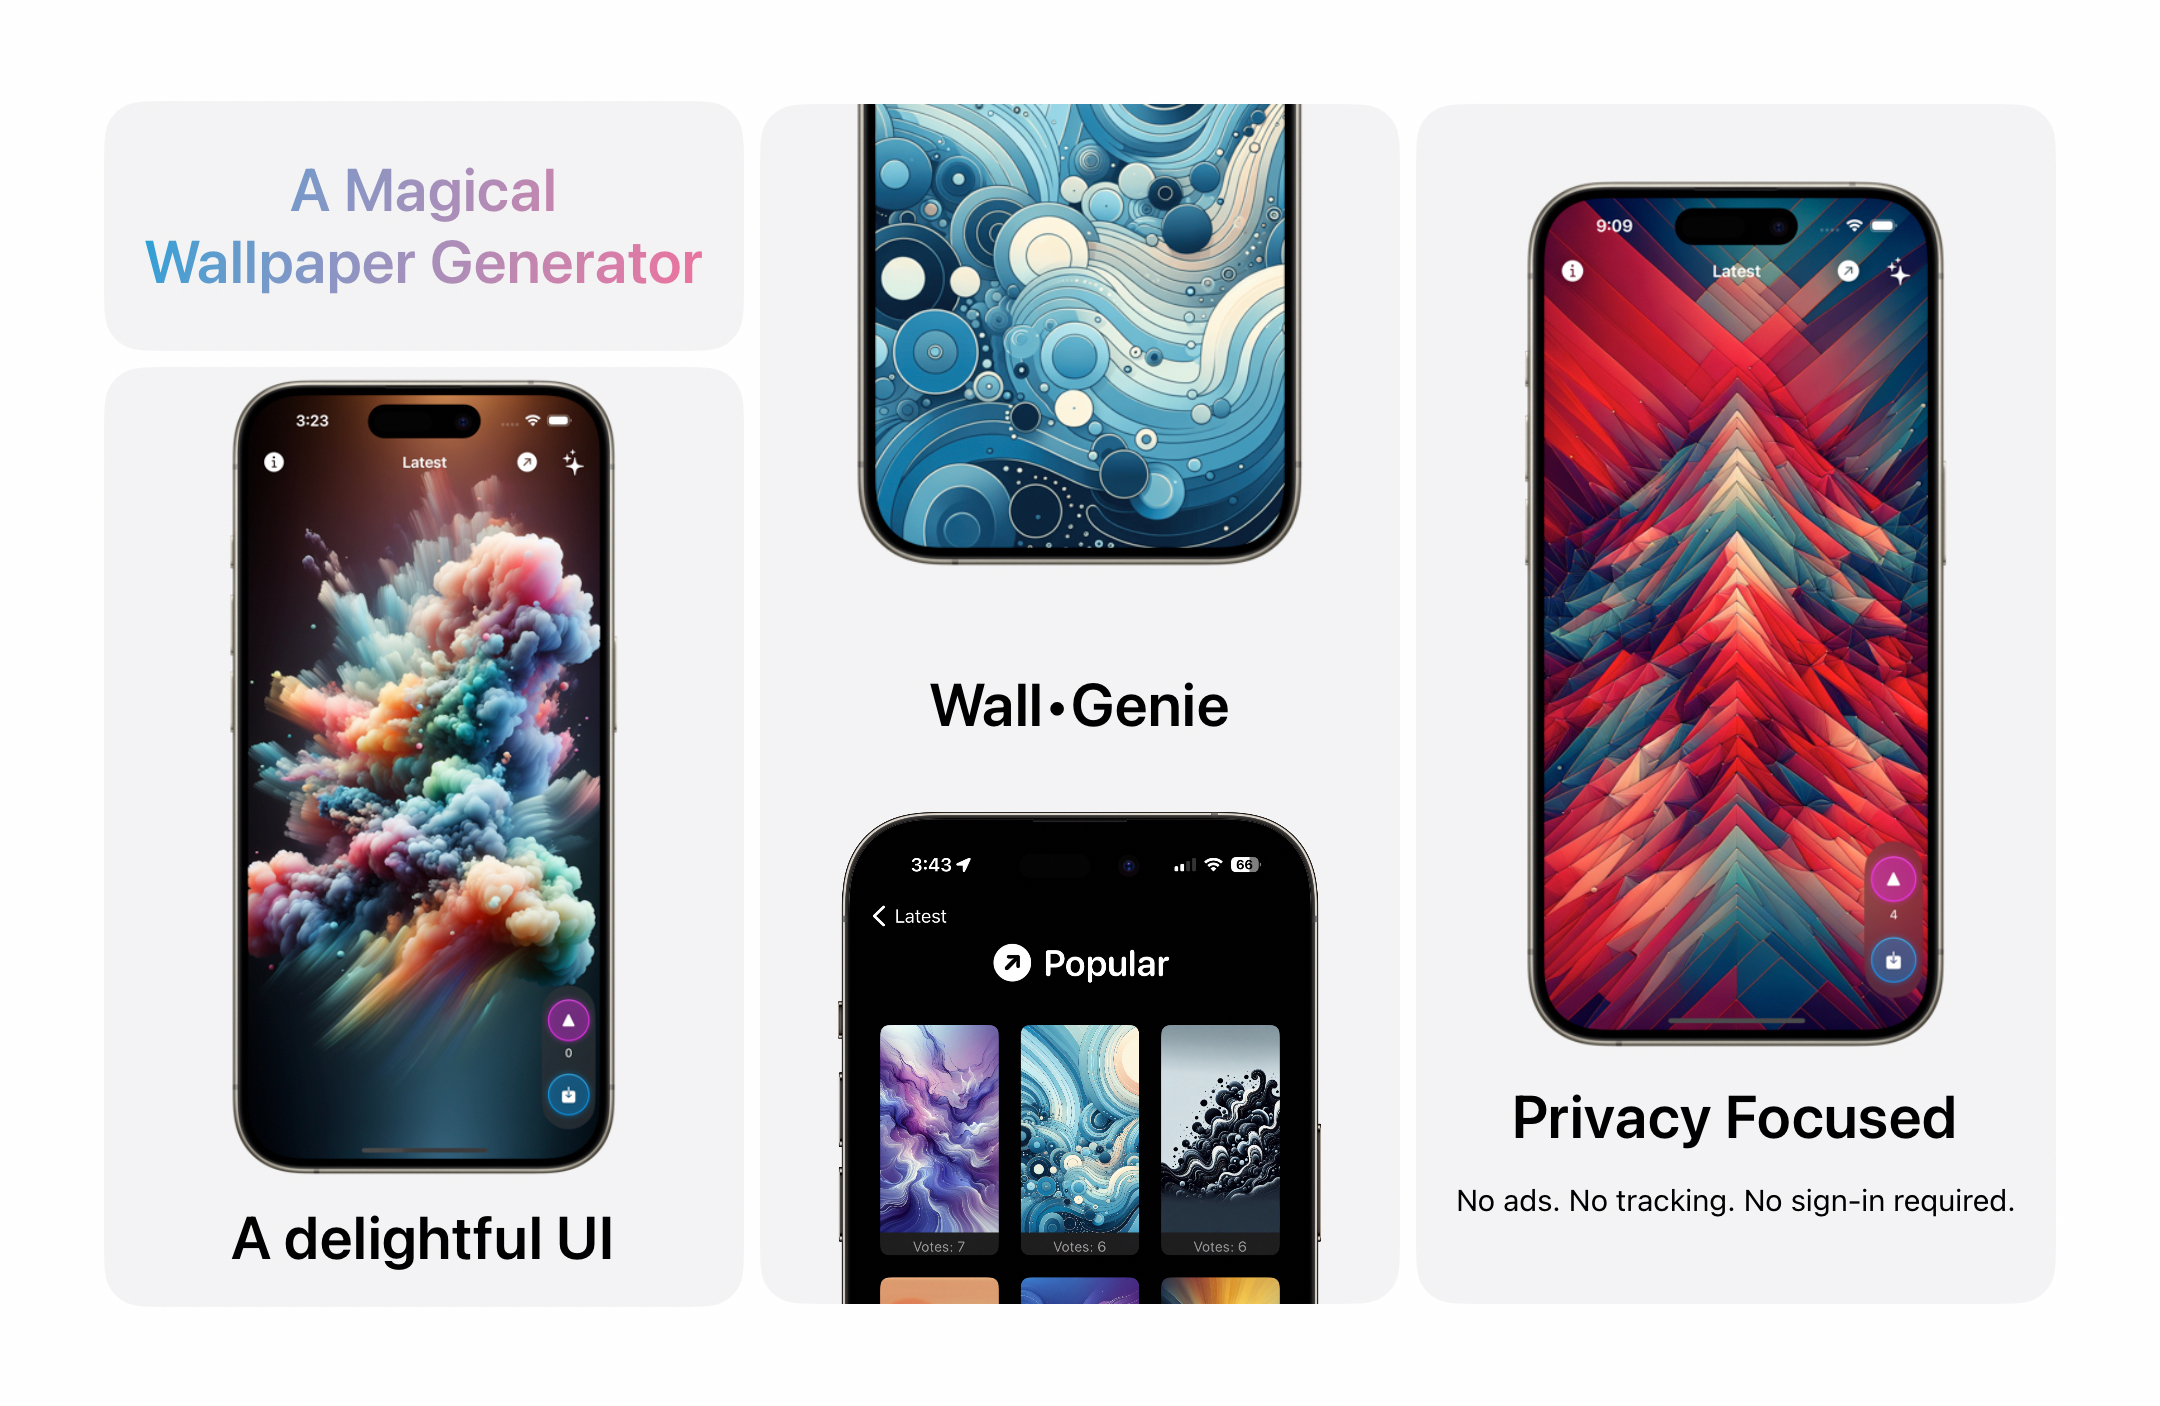 A Magical
Wallpaper Generator
3:23
Latest
0
A delightful UI
Wall•Genie
3:43
66
Latest
Popular
Votes: 7
Votes: 6
Votes: 6
9:09
Latest
4
Privacy Focused
No ads. No tracking. No sign-in required.